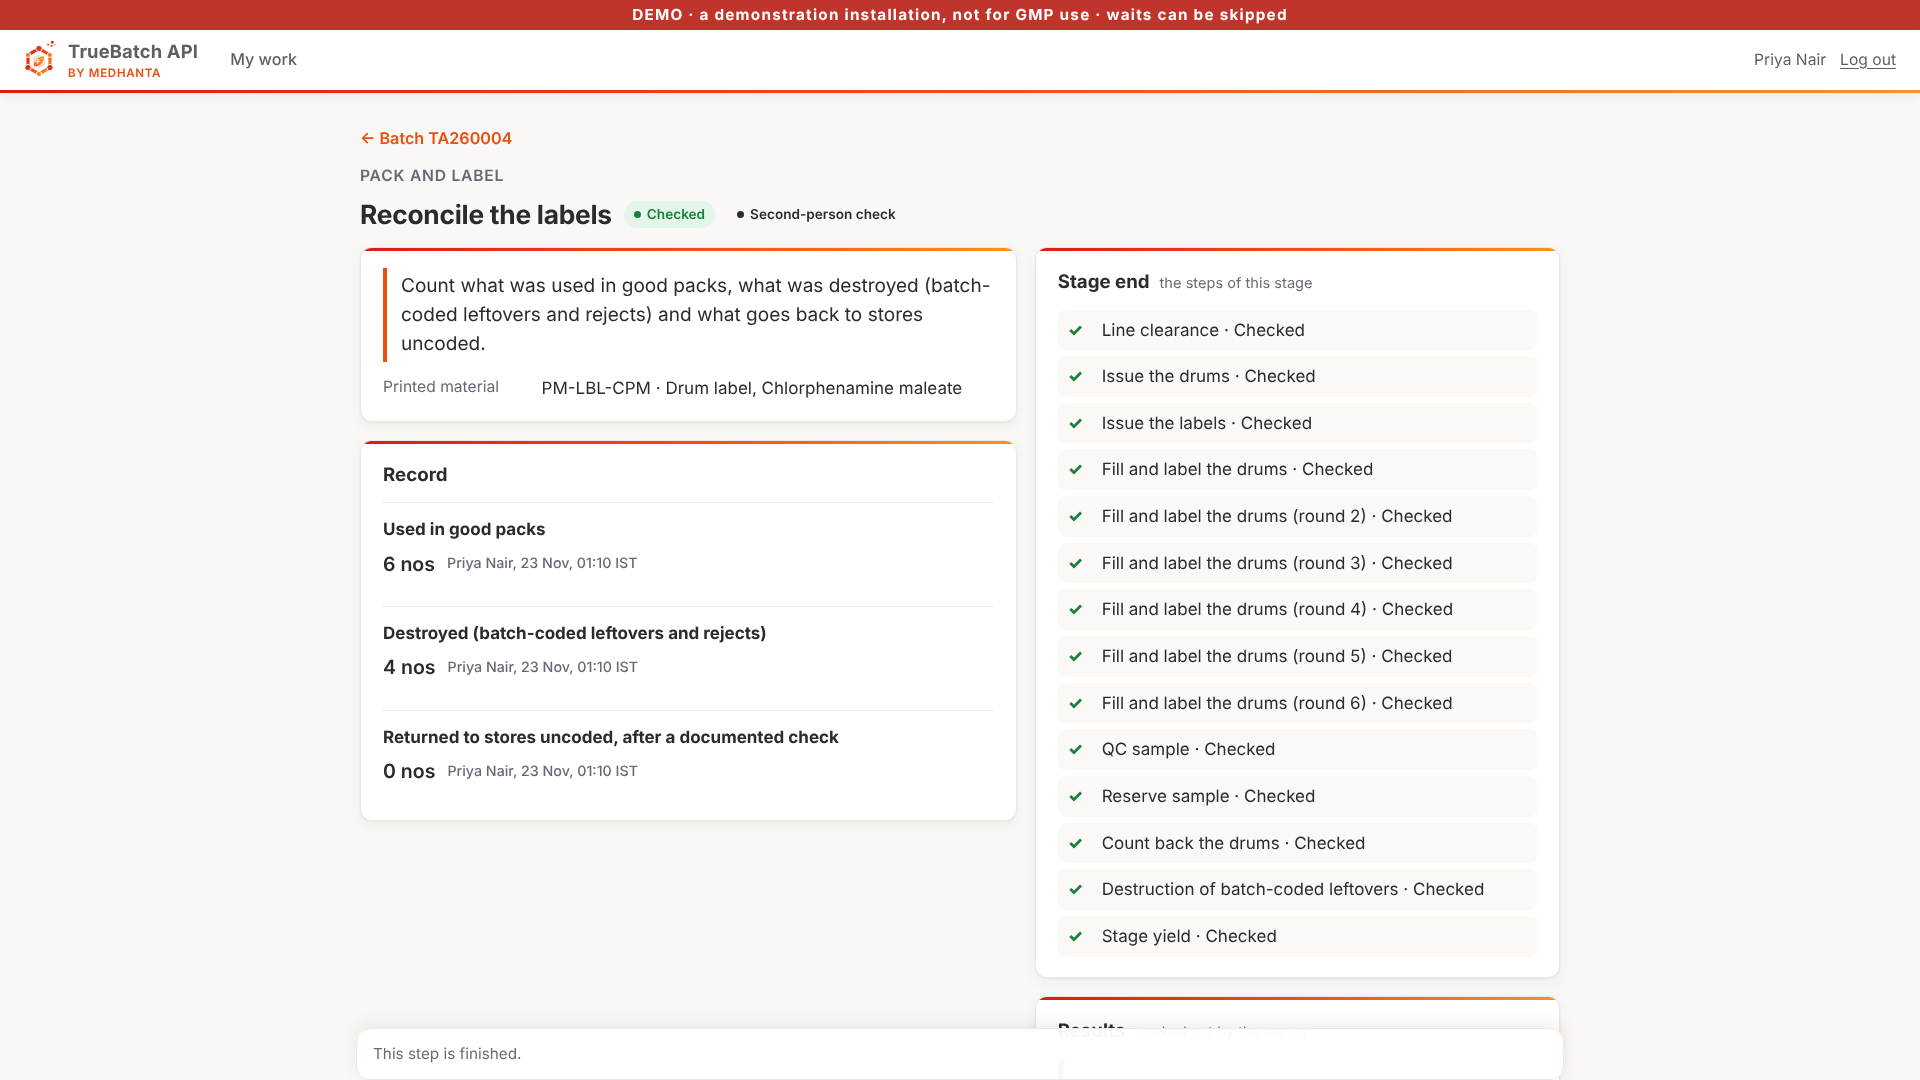 DEMO · a demonstration installation, not for GMP use · waits can be skipped
TrueBatch API
BY MEDHANTA
My work
Priya Nair
Log out
← Batch TA260004
PACK AND LABEL
Reconcile the labels
Checked
Second-person check
Count what was used in good packs, what was destroyed (batch-
coded leftovers and rejects) and what goes back to stores
uncoded.
Printed material
PM-LBL-CPM · Drum label, Chlorphenamine maleate
Record
Used in good packs
6 nos Priya Nair, 23 Nov, 01:10 IST
Destroyed (batch-coded leftovers and rejects)
4 nos Priya Nair, 23 Nov, 01:10 IST
Returned to stores uncoded, after a documented check
0 nos Priya Nair, 23 Nov, 01:10 IST
Stage end the steps of this stage
Line clearance · Checked
Issue the drums · Checked
Issue the labels · Checked
Fill and label the drums · Checked
Fill and label the drums (round 2) · Checked
Fill and label the drums (round 3) · Checked
Fill and label the drums (round 4) · Checked
Fill and label the drums (round 5) · Checked
Fill and label the drums (round 6) · Checked
QC sample · Checked
Reserve sample · Checked
Count back the drums · Checked
Destruction of batch-coded leftovers · Checked
Stage yield · Checked
Results
This step is finished.